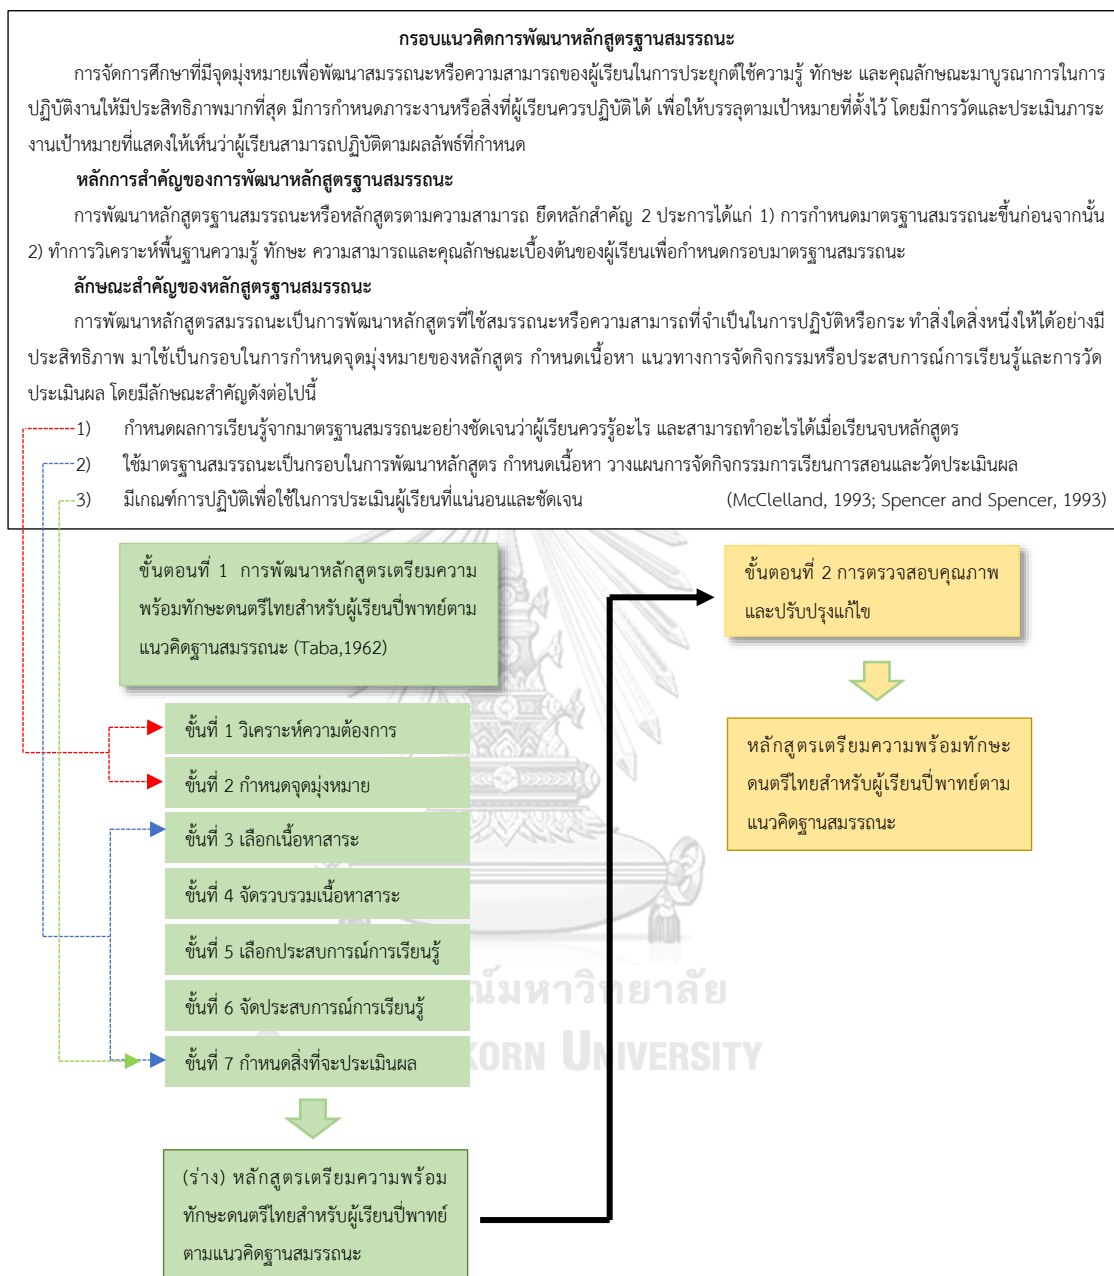 กรอบแนวคิดการพัฒนาหลักสูตรฐานสมรรถนะ
การจัดการศึกษาที่มีจุดมุ่งหมายเพื่อพัฒนาสมรรถนะหรือความสามารถของผู้เรียนในการประยุกต์ใช้ความรู้ ทักษะ และคุณลักษณะมาบูรณาการในการ
ปฏิบัติงานให้มีประสิทธิภาพมากที่สุด มีการกำหนดภาระงานหรือสิ่งที่ผู้เรียนควรปฏิบัติได้ เพื่อให้บรรลุตามเป้าหมายที่ตั้งไว้ โดยมีการวัดและประเมินภาระ
งานเป้าหมายที่แสดงให้เห็นว่าผู้เรียนสามารถปฏิบัติตามผลลัพธ์ที่กำหนด
หลักการสำคัญของการพัฒนาหลักสูตรฐานสมรรถนะ
การพัฒนาหลักสูตรฐานสมรรถนะหรือหลักสูตรตามความสามารถ ยึดหลักสำคัญ 2 ประการได้แก่ 1) การกำหนดมาตรฐานสมรรถนะขึ้นก่อนจากนั้น
2) ทำการวิเคราะห์พื้นฐานความรู้ ทักษะ ความสามารถและคุณลักษณะเบื้องต้นของผู้เรียนเพื่อกำหนดกรอบมาตรฐานสมรรถนะ
ลักษณะสำคัญของหลักสูตรฐานสมรรถนะ
การพัฒนาหลักสูตรสมรรถนะเป็นการพัฒนาหลักสูตรที่ใช้สมรรถนะหรือความสามารถที่จำเป็นในการปฏิบัติหรือกระทำสิ่งใดสิ่งหนึ่งให้ได้อย่างมี
ประสิทธิภาพ มาใช้เป็นกรอบในการกำหนดจุดมุ่งหมายของหลักสูตร กำหนดเนื้อหา แนวทางการจัดกิจกรรมหรือประสบการณ์การเรียนรู้และการวัด
ประเมินผล โดยมีลักษณะสำคัญดังต่อไปนี้
1) กำหนดผลการเรียนรู้จากมาตรฐานสมรรถนะอย่างชัดเจนว่าผู้เรียนควรรู้อะไร และสามารถทำอะไรได้เมื่อเรียนจบหลักสูตร
2) ใช้มาตรฐานสมรรถนะเป็นกรอบในการพัฒนาหลักสูตร กำหนดเนื้อหา วางแผนการจัดกิจกรรมการเรียนการสอนและวัดประเมินผล
3) มีเกณฑ์การปฏิบัติเพื่อใช้ในการประเมินผู้เรียนที่แน่นอนและชัดเจน (McClelland, 1993; Spencer and Spencer, 1993)
ขั้นตอนที่ 1 การพัฒนาหลักสูตรเตรียมความ
พร้อมทักษะดนตรีไทยสำหรับผู้เรียนปี่พาทย์ตาม
แนวคิดฐานสมรรถนะ (Taba,1962)
ขั้นที่ 1 วิเคราะห์ความต้องการ
ขั้นที่ 2 กำหนดจุดมุ่งหมาย
ขั้นที่ 3 เลือกเนื้อหาสาระ
ขั้นที่ 4 จัดรวบรวมเนื้อหาสาระ
ขั้นที่ 5 เลือกประสบการณ์การเรียนรู้
ขั้นที่ 6 จัดประสบการณ์การเรียนรู้
ขั้นที่ 7 กำหนดสิ่งที่จะประเมินผล
(ร่าง) หลักสูตรเตรียมความพร้อม
ทักษะดนตรีไทยสำหรับผู้เรียนปี่พาทย์
ตามแนวคิดฐานสมรรถนะ
ขั้นตอนที่ 2 การตรวจสอบคุณภาพ
และปรับปรุงแก้ไข
หลักสูตรเตรียมความพร้อมทักษะ
ดนตรีไทยสำหรับผู้เรียนปี่พาทย์ตาม
แนวคิดฐานสมรรถนะ
มหาวิทยาลัย
UNIVERSITY